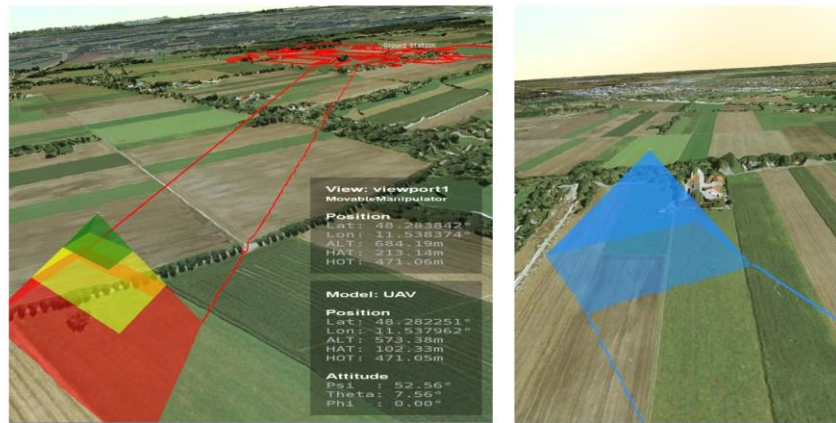 Ground Station
View: viewport1
MovableManipulator
Position
Lat: 48.283842°
Lon: 11.538374°
ALT: 684.19m
HAT: 213.14m
HOT: 471.06m
Model: UAV
Position
Lat: 48.282251°
Lon: 11.537962°
ALT: 573.38m
HAT: 102.33m
HOT: 471.05m
Attitude
Psi : 52.56°
Theta: 7.56°
Phi : 0.00°